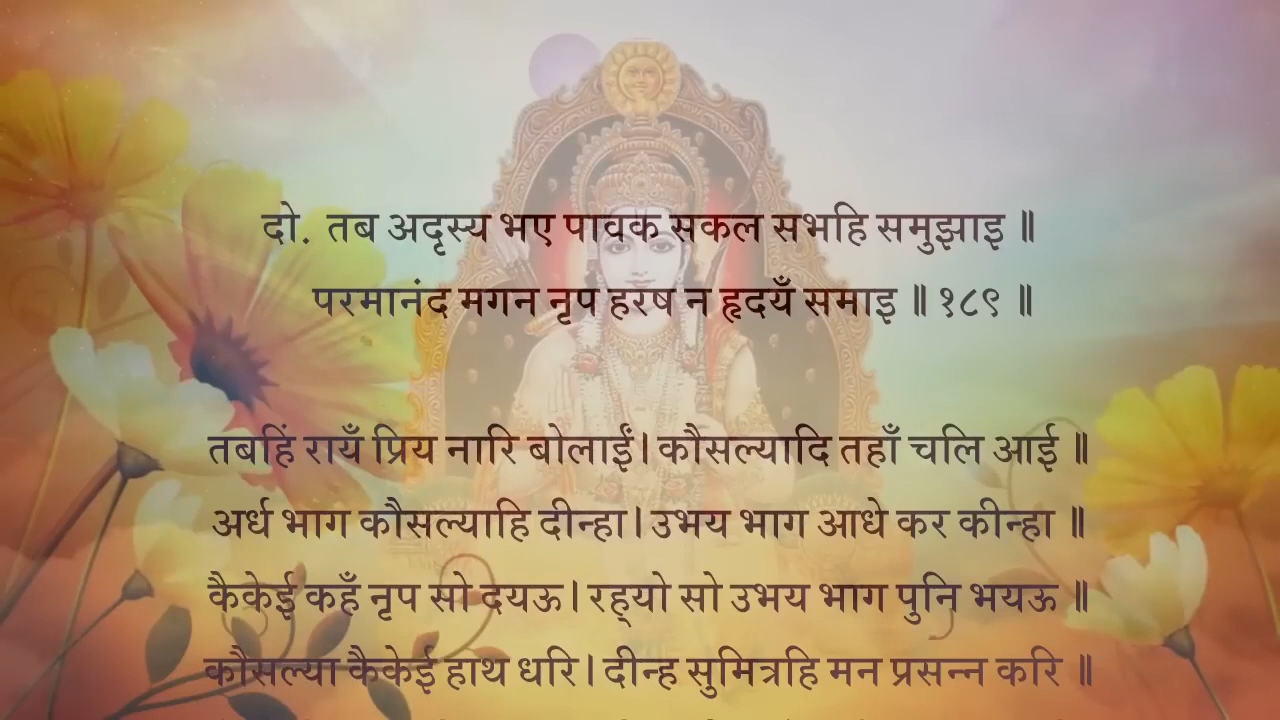 दो. तब अदृस्य भए पावक सकल सभहि समुझाइ ॥
परमानंद मगन नृप हरष न हृदयँ समाइ ॥ १८९ ॥
तबहिं रायँ प्रिय नारि बोलाईं। कौसल्यादि तहाँ चलि आई ॥
अर्ध भाग कौसल्याहि दीन्हा। उभय भाग आधे कर कीन्हा ॥
कैकेई कहँ नृप सो दयऊ। रह्यो सो उभय भाग पुनि भयऊ ॥
कौसल्या कैकेई हाथ धरि। दीन्ह सुमित्रहि मन प्रसन्न करि ॥